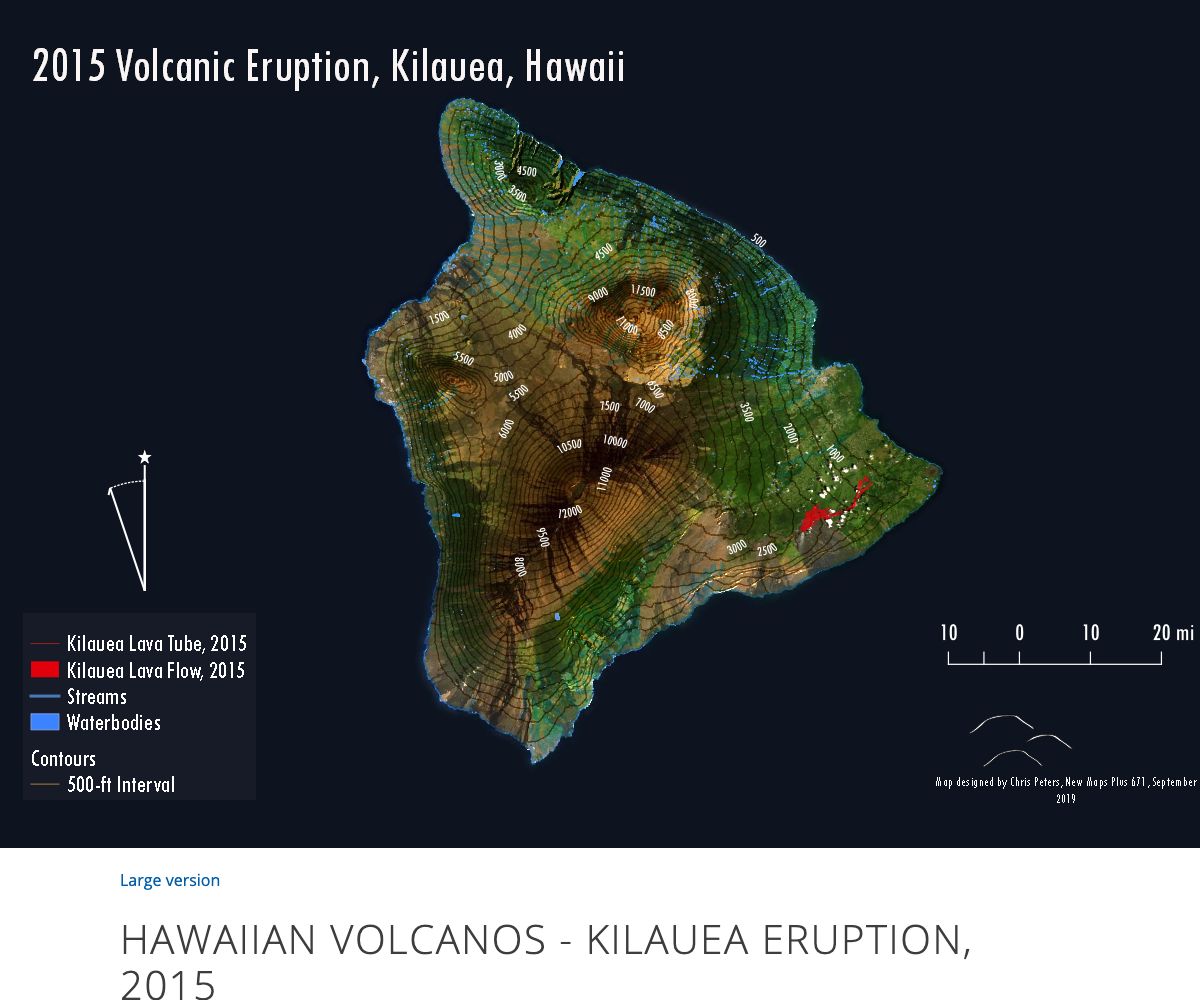 2015 Volcanic Eruption, Kilauea, Hawaii
4500
3000
3500
500
4500
9000
11500
8000
11000
8500
1500
4000
5500
5000
5500
6500
7500
7000
3500
6000
10500
10000
2000
1000
11000
12000
9500
3000
2500
8000
Kilauea Lava Tube, 2015
Kilauea Lava Flow, 2015
Streams
Waterbodies
Contours
500-ft Interval
10 0 10 20 mi
Map designed by Chris Peters, New Maps Plus 671, September
2019
Large version
HAWAIIAN VOLCANOS - KILAUEA ERUPTION,
2015